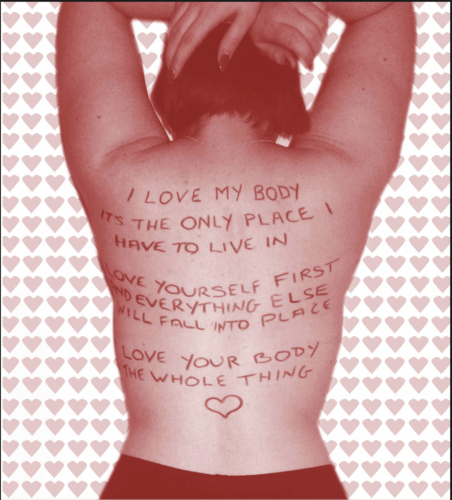 I LOVE MY BODY
IT'S THE ONLY PLACE I
HAVE TO LIVE IN
LOVE YOURSELF FIRST
AND EVERYTHING ELSE
WILL FALL INTO PLACE
LOVE YOUR BODY
THE WHOLE THING